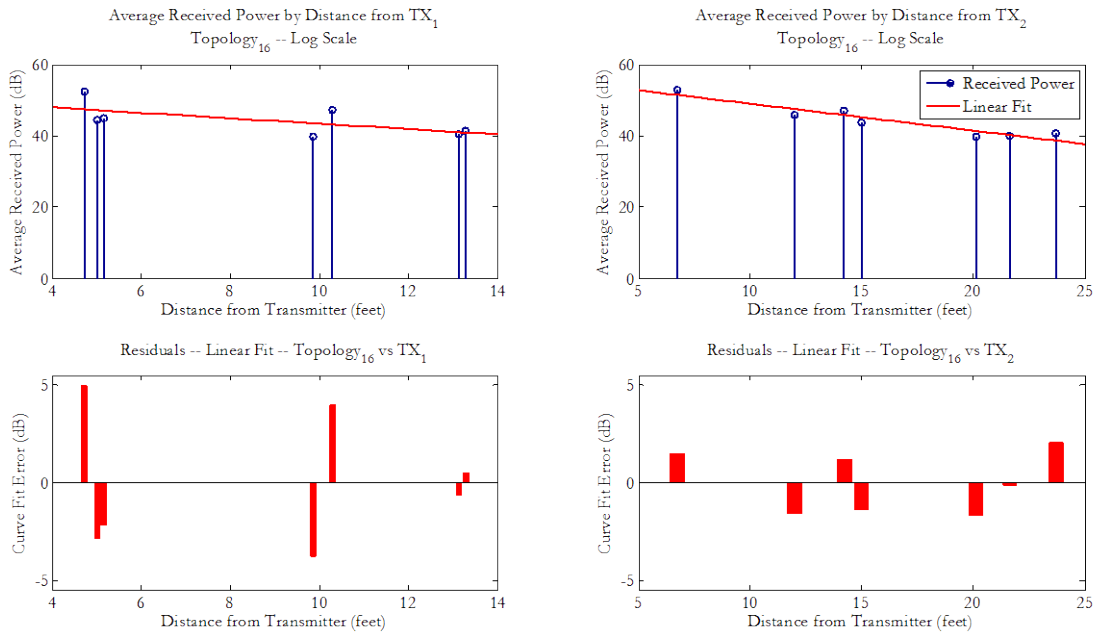 Average Received Power by Distance from TX1
Topology16 -- Log Scale
60
40
20
0
Average Received Power (dB)
4
6
8
10
12
14
Distance from Transmitter (feet)
Average Received Power by Distance from TX2
Topology16 -- Log Scale
Received Power
Linear Fit
60
40
20
0
Average Received Power (dB)
5
10
15
20
25
Distance from Transmitter (feet)
Residuals -- Linear Fit -- Topology16 vs TX1
5
0
-5
Curve Fit Error (dB)
4
6
8
10
12
14
Distance from Transmitter (feet)
Residuals -- Linear Fit -- Topology16 vs TX2
5
0
-5
Curve Fit Error (dB)
5
10
15
20
25
Distance from Transmitter (feet)